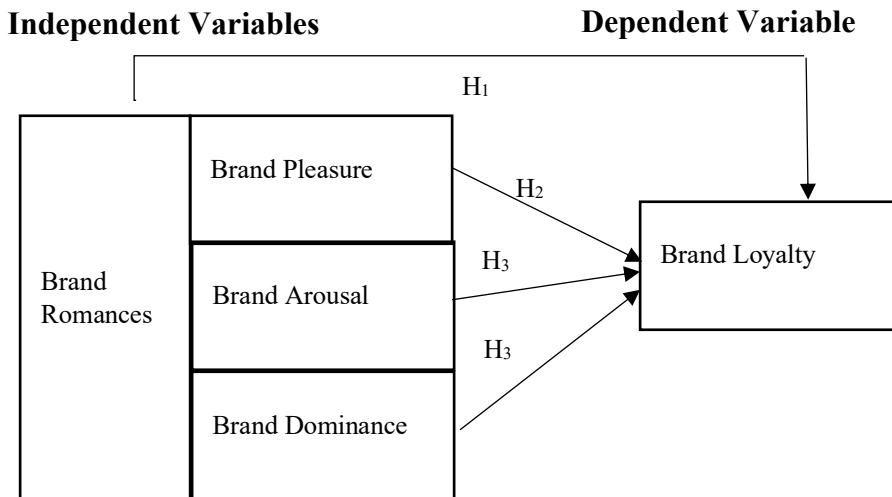 Independent Variables
Dependent Variable
H₁
Brand Pleasure
H₂
Brand Loyalty
H₃
Brand
Romances
Brand Arousal
H₃
Brand Dominance